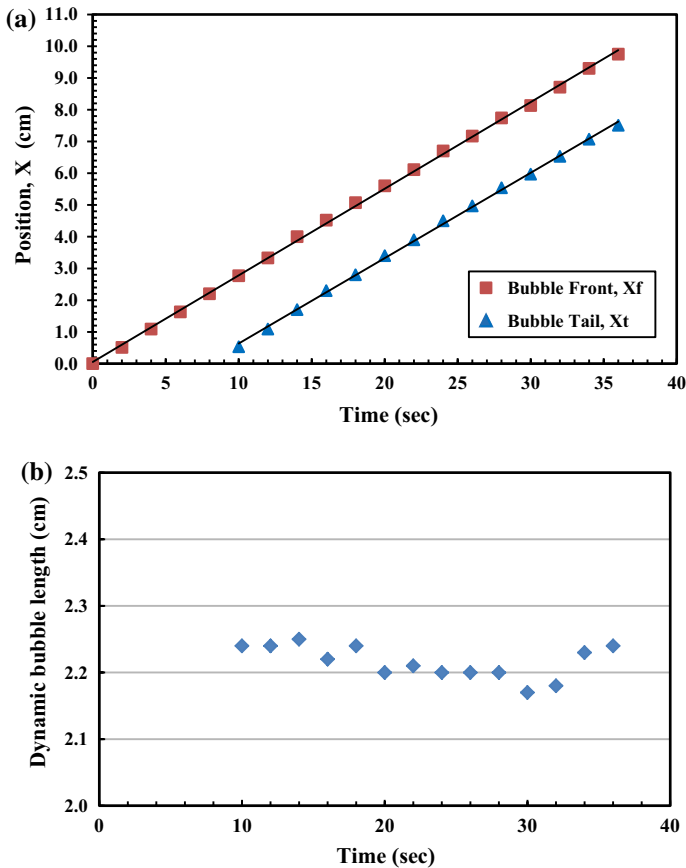 (a)
11.0
10.0
9.0
8.0
7.0
6.0
5.0
4.0
3.0
2.0
1.0
0.0
Position, X (cm)
Bubble Front, Xf
Bubble Tail, Xt
0 5 10 15 20 25 30 35 40
Time (sec)
(b)
2.5
2.4
2.3
2.2
2.1
2.0
Dynamic bubble length (cm)
0 10 20 30 40
Time (sec)